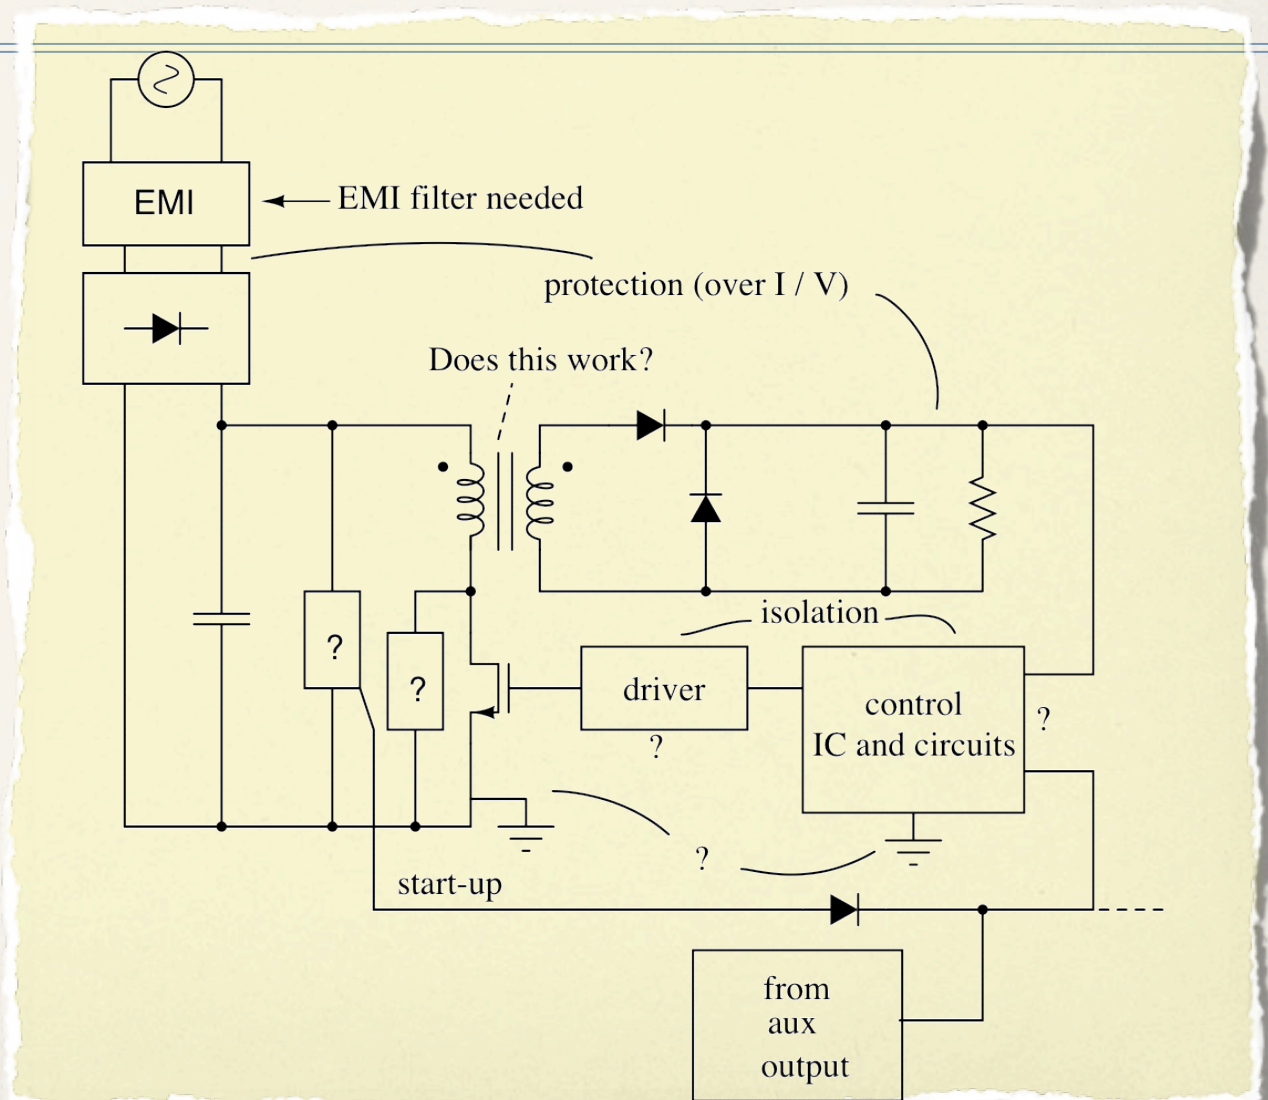 EMI
EMI filter needed
protection (over I / V)
Does this work?
isolation
?
?
driver
?
control
IC and circuits
?
?
start-up
from
aux
output